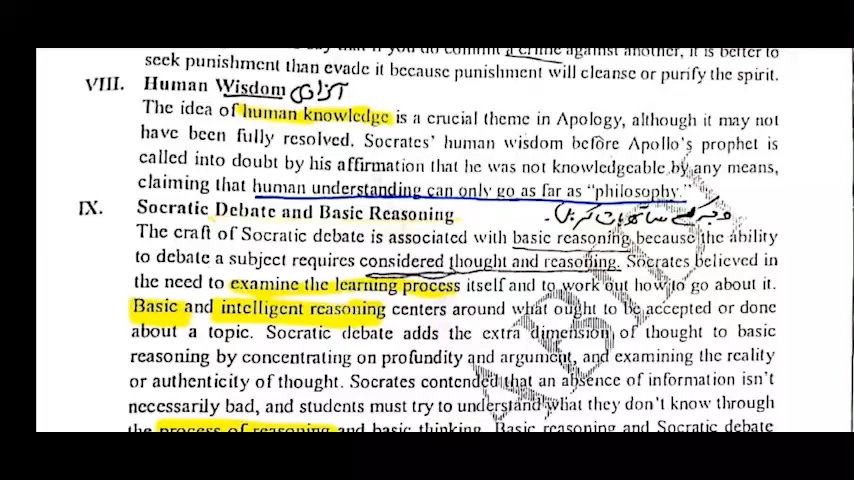 a crime against another, it is better to
seek punishment than evade it because punishment will cleanse or purify the spirit.
VIII. Human Wisdom
The idea of human knowledge is a crucial theme in Apology, although it may not
have been fully resolved. Socrates' human wisdom before Apollo's prophet is
called into doubt by his affirmation that he was not knowledgeable by any means,
claiming that human understanding can only go as far as "philosophy."
IX. Socratic Debate and Basic Reasoning
The craft of Socratic debate is associated with basic reasoning because the ability
to debate a subject requires considered thought and reasoning. Socrates believed in
the need to examine the learning process itself and to work out how to go about it.
Basic and intelligent reasoning centers around what ought to be accepted or done
about a topic. Socratic debate adds the extra dimension of thought to basic
reasoning by concentrating on profundity and argument, and examining the reality
or authenticity of thought. Socrates contended that an absence of information isn't
necessarily bad, and students must try to understand what they don't know through
the process of reasoning and basic thinking. Basic reasoning and Socratic debate